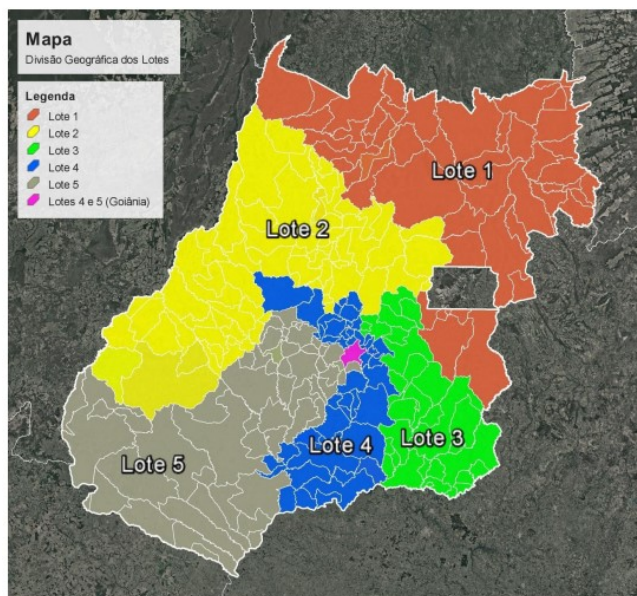 Mapa
Divisão Geográfica dos Lotes
Legenda
Lote 1
Lote 2
Lote 3
Lote 4
Lote 5
Lotes 4 e 5 (Goiânia)
Lote 1
Lote 2
Lote 3
Lote 4
Lote 5